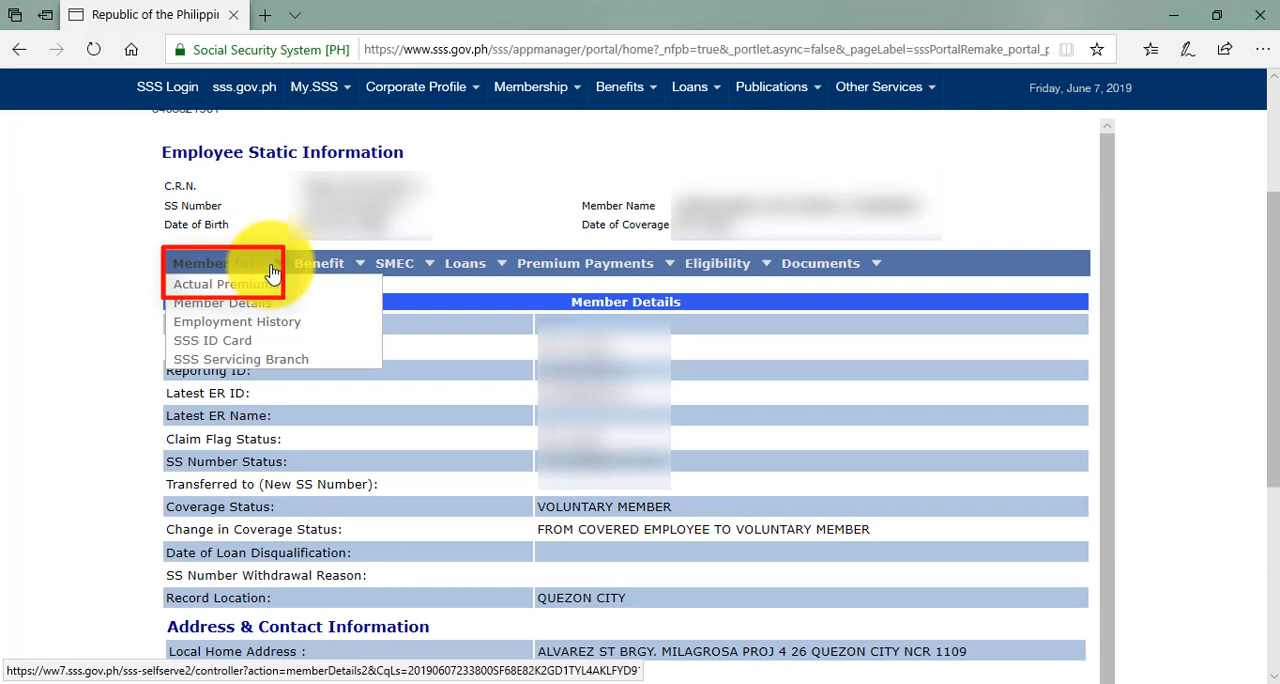 Republic of the Philippin
Social Security System [PH] https://www.sss.gov.ph/sss/appmanager/portal/home?_nfpb=true&_portlet.async=false&_pageLabel=sssPortalRemake_portal_p
SSS Login sss.gov.ph My.SSS Corporate Profile Membership Benefits Loans Publications Other Services Friday, June 7, 2019
Employee Static Information
C.R.N.
SS Number Member Name
Date of Birth Date of Coverage
Member Info Benefit SMEC Loans Premium Payments Eligibility Documents
Actual Premiums
Member Details
Employment History
SSS ID Card
SSS Servicing Branch
Member Details
Reporting ID:
Latest ER ID:
Latest ER Name:
Claim Flag Status:
SS Number Status:
Transferred to (New SS Number):
Coverage Status: VOLUNTARY MEMBER
Change in Coverage Status: FROM COVERED EMPLOYEE TO VOLUNTARY MEMBER
Date of Loan Disqualification:
SS Number Withdrawal Reason:
Record Location: QUEZON CITY
Address & Contact Information
Local Home Address : ALVAREZ ST BRGY. MILAGROSA PROJ 4 26 QUEZON CITY NCR 1109
https://ww7.sss.gov.ph/sss-selfserve2/controller?action=memberDetails2&CqLs=20190607233800SF68E82K2GD1TYL4AKLFYD9